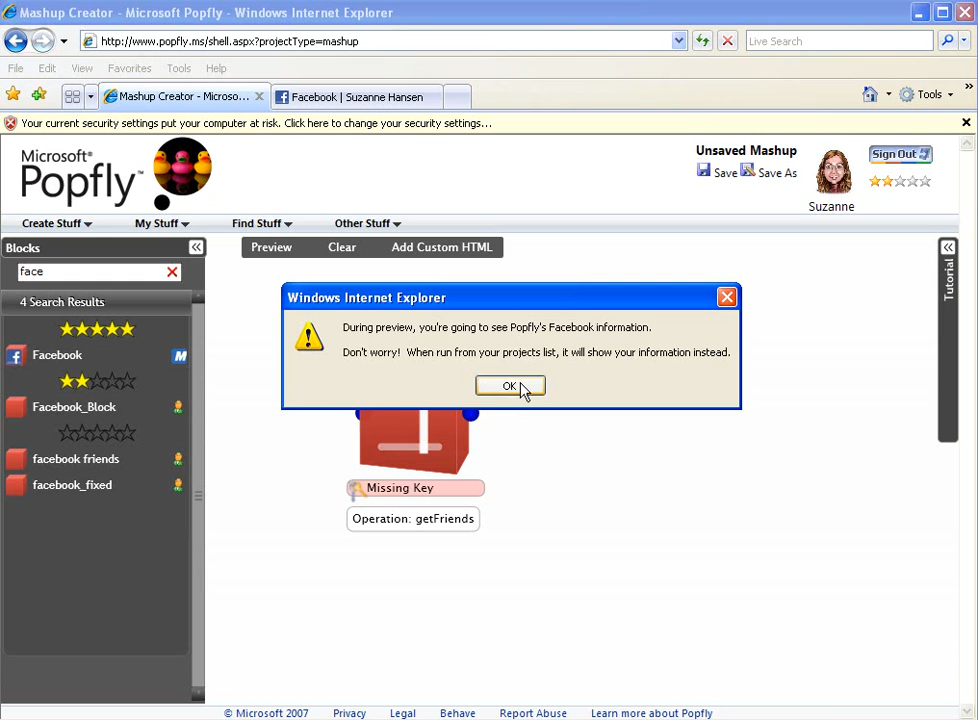 Mashup Creator - Microsoft Popfly - Windows Internet Explorer
http://www.popfly.ms/shell.aspx?projectType=mashup
Live Search
File Edit View Favorites Tools Help
Mashup Creator - Microso...
Facebook | Suzanne Hansen
Tools
Your current security settings put your computer at risk. Click here to change your security settings...
Microsoft®
Popfly™
Unsaved Mashup
Save Save As
Sign Out
Suzanne
Create Stuff My Stuff Find Stuff Other Stuff
Blocks
Preview Clear Add Custom HTML
Tutorial
face
4 Search Results
Facebook
M
Facebook_Block
facebook friends
facebook_fixed
Windows Internet Explorer
During preview, you're going to see Popfly's Facebook information.
Don't worry! When run from your projects list, it will show your information instead.
OK
Missing Key
Operation: getFriends
© Microsoft 2007 Privacy Legal Behave Report Abuse Learn more about Popfly